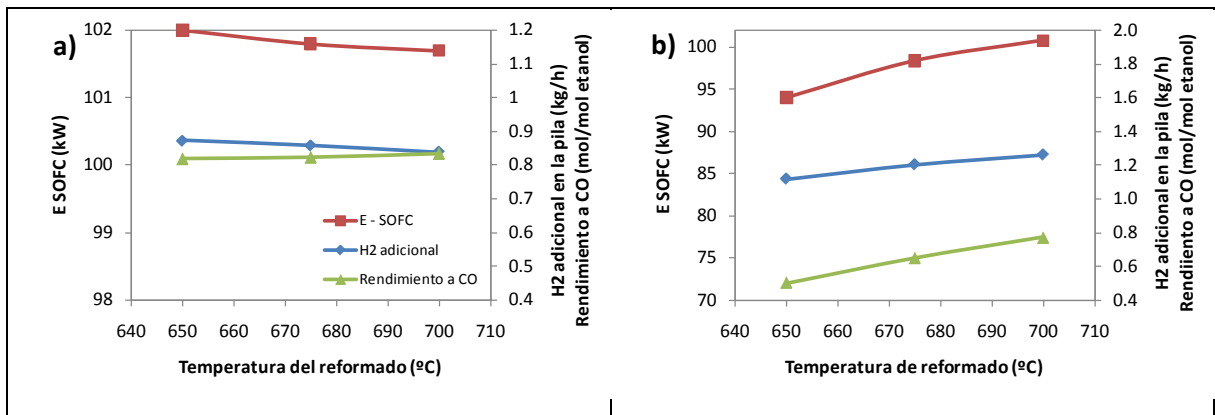 a)
102
101
100
99
98
E SOFC (kW)
1.2
1.1
1
0.9
0.8
0.7
0.6
0.5
0.4
H2 adicional en la pila (kg/h)
Rendimiento a CO (mol/mol etanol)
E - SOFC
H2 adicional
Rendimiento a CO
640 650 660 670 680 690 700 710
Temperatura del reformado (ºC)
b)
100
95
90
85
80
75
70
E SOFC (kW)
2.0
1.8
1.6
1.4
1.2
1.0
0.8
0.6
0.4
H2 adicional en la pila (kg/h)
Rendiiento a CO (mol/mol etanol)
640 650 660 670 680 690 700 710
Temperatura de reformado (ºC)